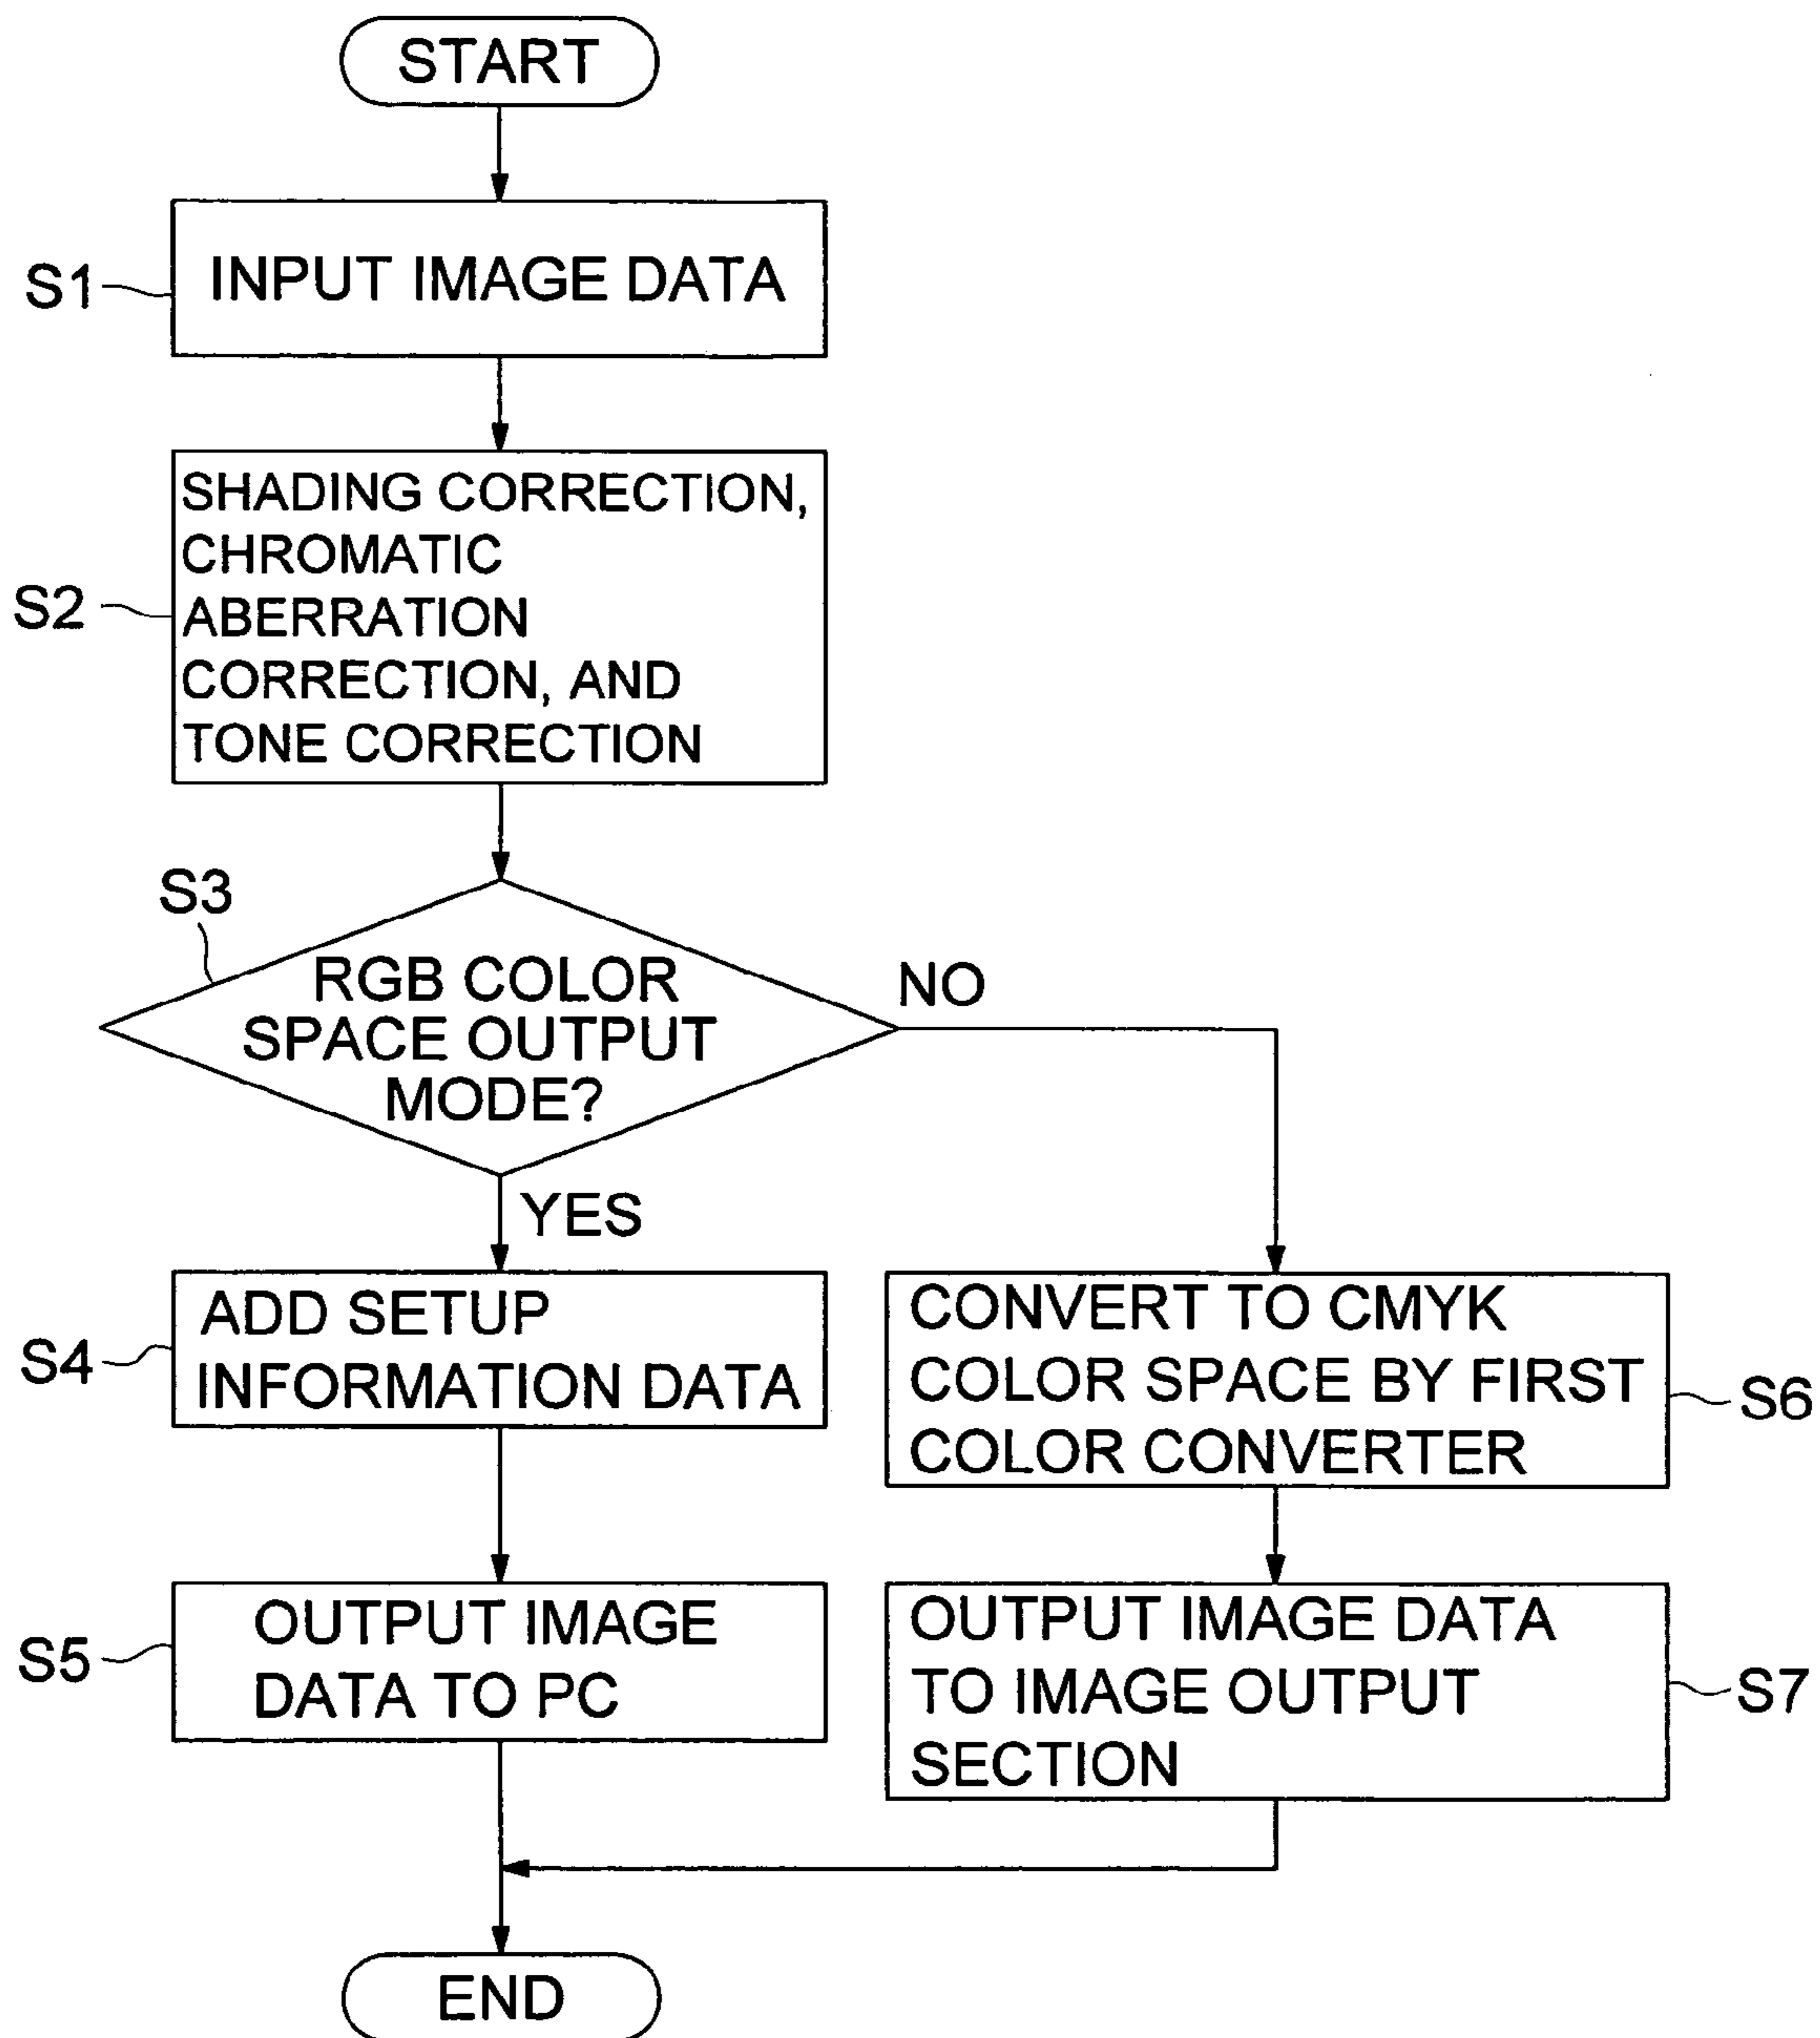 START
S1
INPUT IMAGE DATA
S2
SHADING CORRECTION,
CHROMATIC
ABERRATION
CORRECTION, AND
TONE CORRECTION
S3
RGB COLOR
SPACE OUTPUT
MODE?
NO
YES
S4
ADD SETUP
INFORMATION DATA
CONVERT TO CMYK
COLOR SPACE BY FIRST
COLOR CONVERTER
S6
S5
OUTPUT IMAGE
DATA TO PC
OUTPUT IMAGE DATA
TO IMAGE OUTPUT
SECTION
S7
END